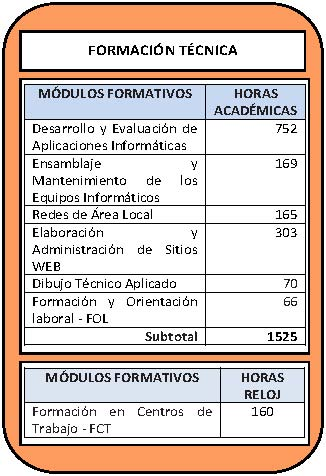 FORMACIÓN TÉCNICA
MÓDULOS FORMATIVOS HORAS
ACADÉMICAS
Desarrollo y Evaluación de 752
Aplicaciones Informáticas
Ensamblaje y 169
Mantenimiento de los
Equipos Informáticos
Redes de Área Local 165
Elaboración y 303
Administración de Sitios
WEB
Dibujo Técnico Aplicado 70
Formación y Orientación 66
laboral - FOL
Subtotal 1525
MÓDULOS FORMATIVOS HORAS
RELOJ
Formación en Centros de 160
Trabajo - FCT